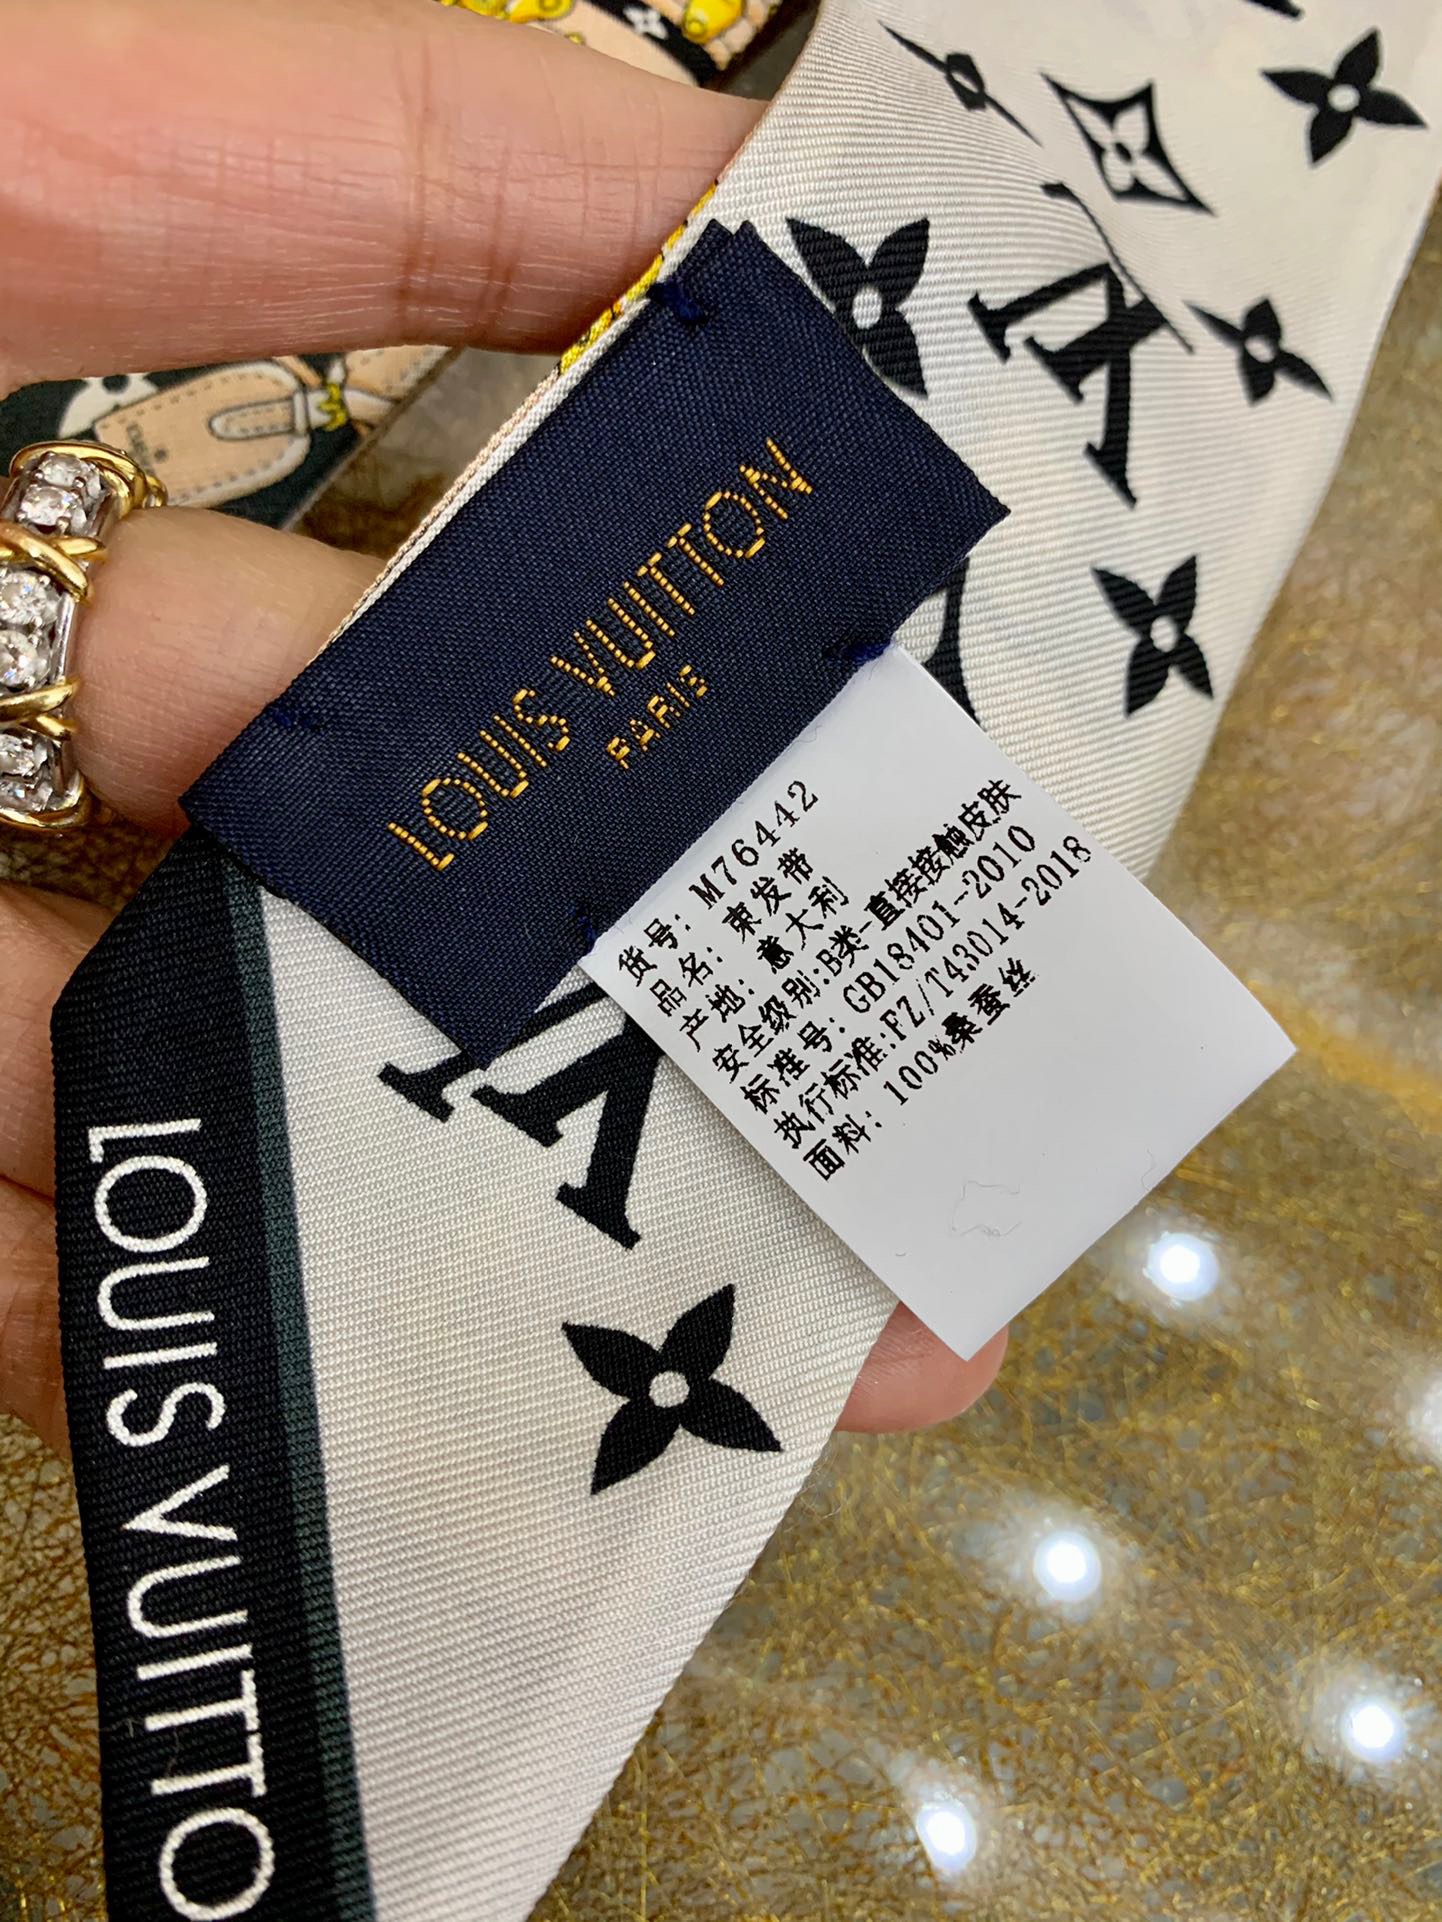 LOUIS VUITTON
PARIS
货号: M76442
品名: 束发带
产地: 意大利
安全级别:B类-直接接触皮肤
标准号: GB18401-2010
执行标准:FZ/T43014-2018
面料: 100%桑蚕丝
LOUIS VUITTO